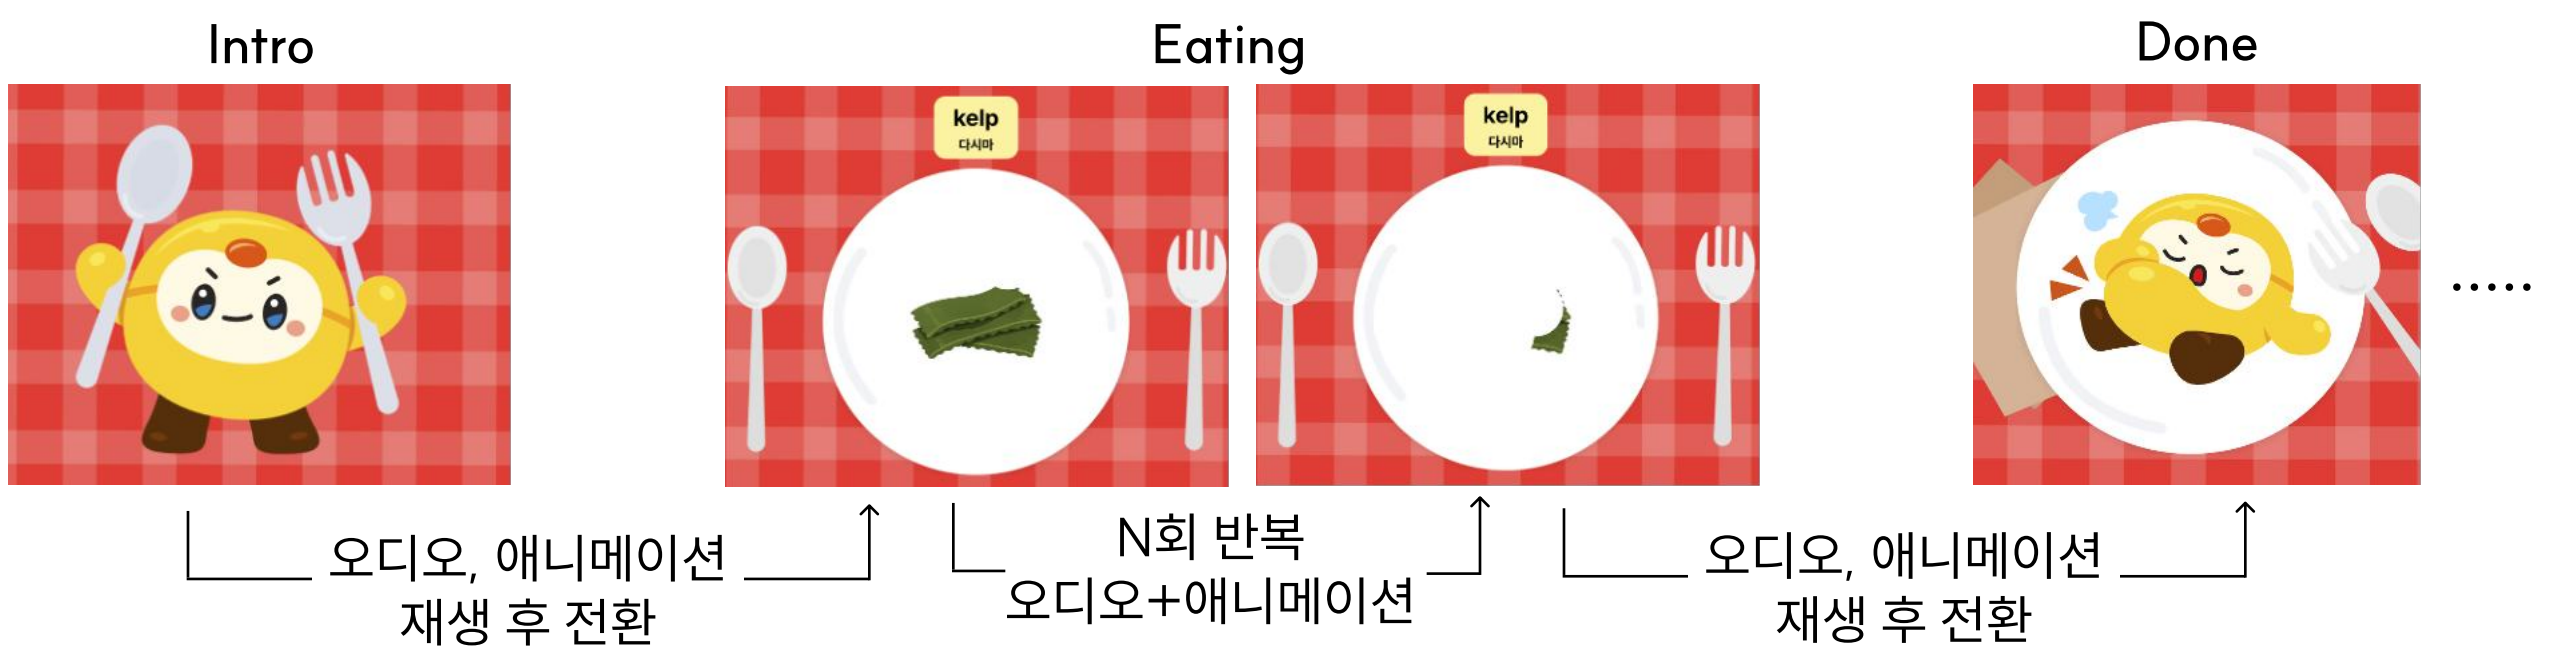 Intro
Eating
Done
kelp
다시마
kelp
다시마
.....
오디오, 애니메이션
재생 후 전환
N회 반복
오디오+애니메이션
오디오, 애니메이션
재생 후 전환